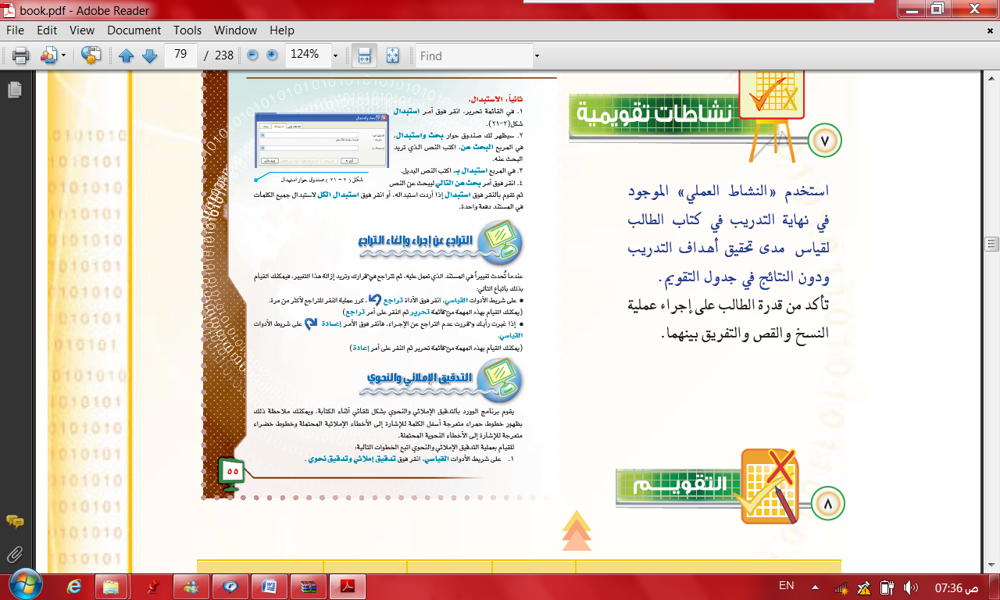 book.pdf - Adobe Reader
File Edit View Document Tools Window Help
79 / 238 124% Find
نشاطات تقويمية
٧
استخدم «النشاط العملي» الموجود
في نهاية التدريب في كتاب الطالب
لقياس مدى تحقيق أهداف التدريب
ودون النتائج في جدول التقويم.
تأكد من قدرة الطالب على إجراء عملية
النسخ والقص والتفريق بينهما.
التقويـــم
٨
ثانياً: الاستبدال.
١. في القائمة تحرير، انقر فوق أمر استبدال
شكل(٢-٢١).
٢. سيظهر لك صندوق حوار بحث واستبدال.
في المربع البحث عن، اكتب النص الذي تريد
البحث عنه.
٣. في المربع استبدال بـ، اكتب النص البديل.
٤. انقر فوق أمر بحث عن التالي ليبحث عن النص
ثم تقوم بالنقر فوق استبدال إذا أردت استبداله، أو انقر فوق استبدال الكل لاستبدال جميع الكلمات
في المستند دفعة واحدة.
بحث واستبدال
شكل (٢ - ٢١) صندوق حوار استبدال
التراجع عن إجراء وإلغاء التراجع
عندما تُحدث تغييراً في المستند الذي تعمل عليه، ثم تتراجع في قرارك وتريد إزالة هذا التغيير، فيمكنك القيام
بذلك باتباع التالي:
● على شريط الأدوات القياسي، انقر فوق الأداة تراجع ، كرر عملية النقر للتراجع لأكثر من مرة.
(يمكنك القيام بهذه المهمة من قائمة تحرير ثم النقر على أمر تراجع)
● إذا غيرت رأيك وقررت عدم التراجع عن الإجراء، فأنقر فوق الأمر إعـادة على شريط الأدوات
القياسي.
(يمكنك القيام بهذه المهمة من قائمة تحرير ثم النقر على أمر إعادة)
التدقيق الإملائي والنحوي
يقوم برنامج الوورد بالتدقيق الإملائي والنحوي بشكل تلقائي أثناء الكتابة، ويمكنك ملاحظة ذلك
بظهور خطوط حمراء متعرجة أسفل الكلمة للإشارة إلى الأخطاء الإملائية المحتملة وخطوط خضراء
متعرجة للإشارة إلى الأخطاء النحوية المحتملة.
للقيام بعملية التدقيق الإملائي والنحوي اتبع الخطوات التالية:
١. على شريط الأدوات القياسي، انقر فوق تدقيق إملائي وتدقيق نحوي .
٥٥
EN
07:36 ص